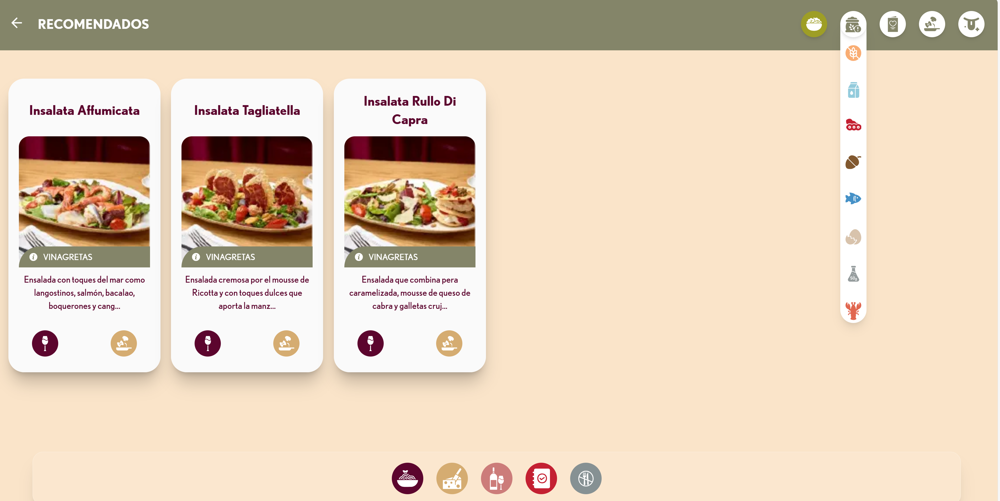 RECOMENDADOS
Insalata Affumicata
VINAGRETAS
Ensalada con toques del mar como
langostinos, salmón, bacalao,
boquerones y cang...
Insalata Tagliatella
VINAGRETAS
Ensalada cremosa por el mousse de
Ricotta y con toques dulces que
aporta la manz...
Insalata Rullo Di
Capra
VINAGRETAS
Ensalada que combina pera
caramelizada, mousse de queso de
cabra y galletas cruj...
SO2